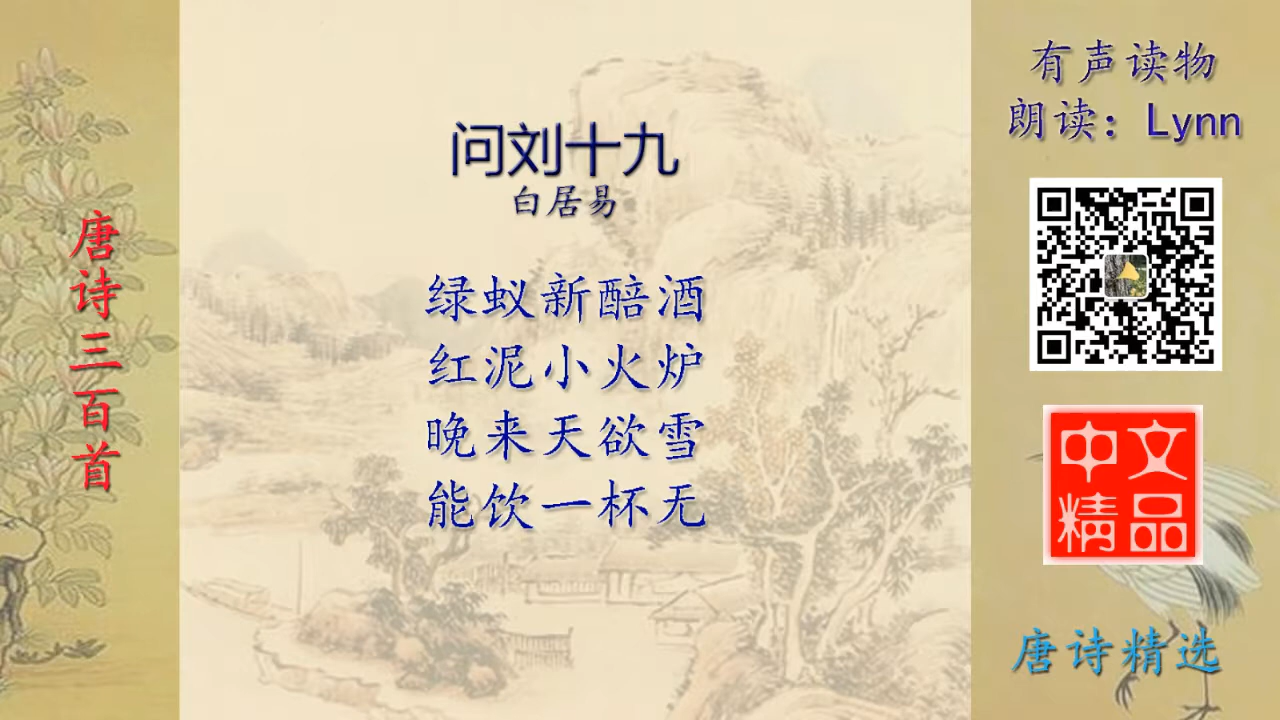 问刘十九
白居易
绿蚁新醅酒
红泥小火炉
晚来天欲雪
能饮一杯无
唐诗三百首
有声读物
朗读：Lynn
中文
精品
唐诗精选